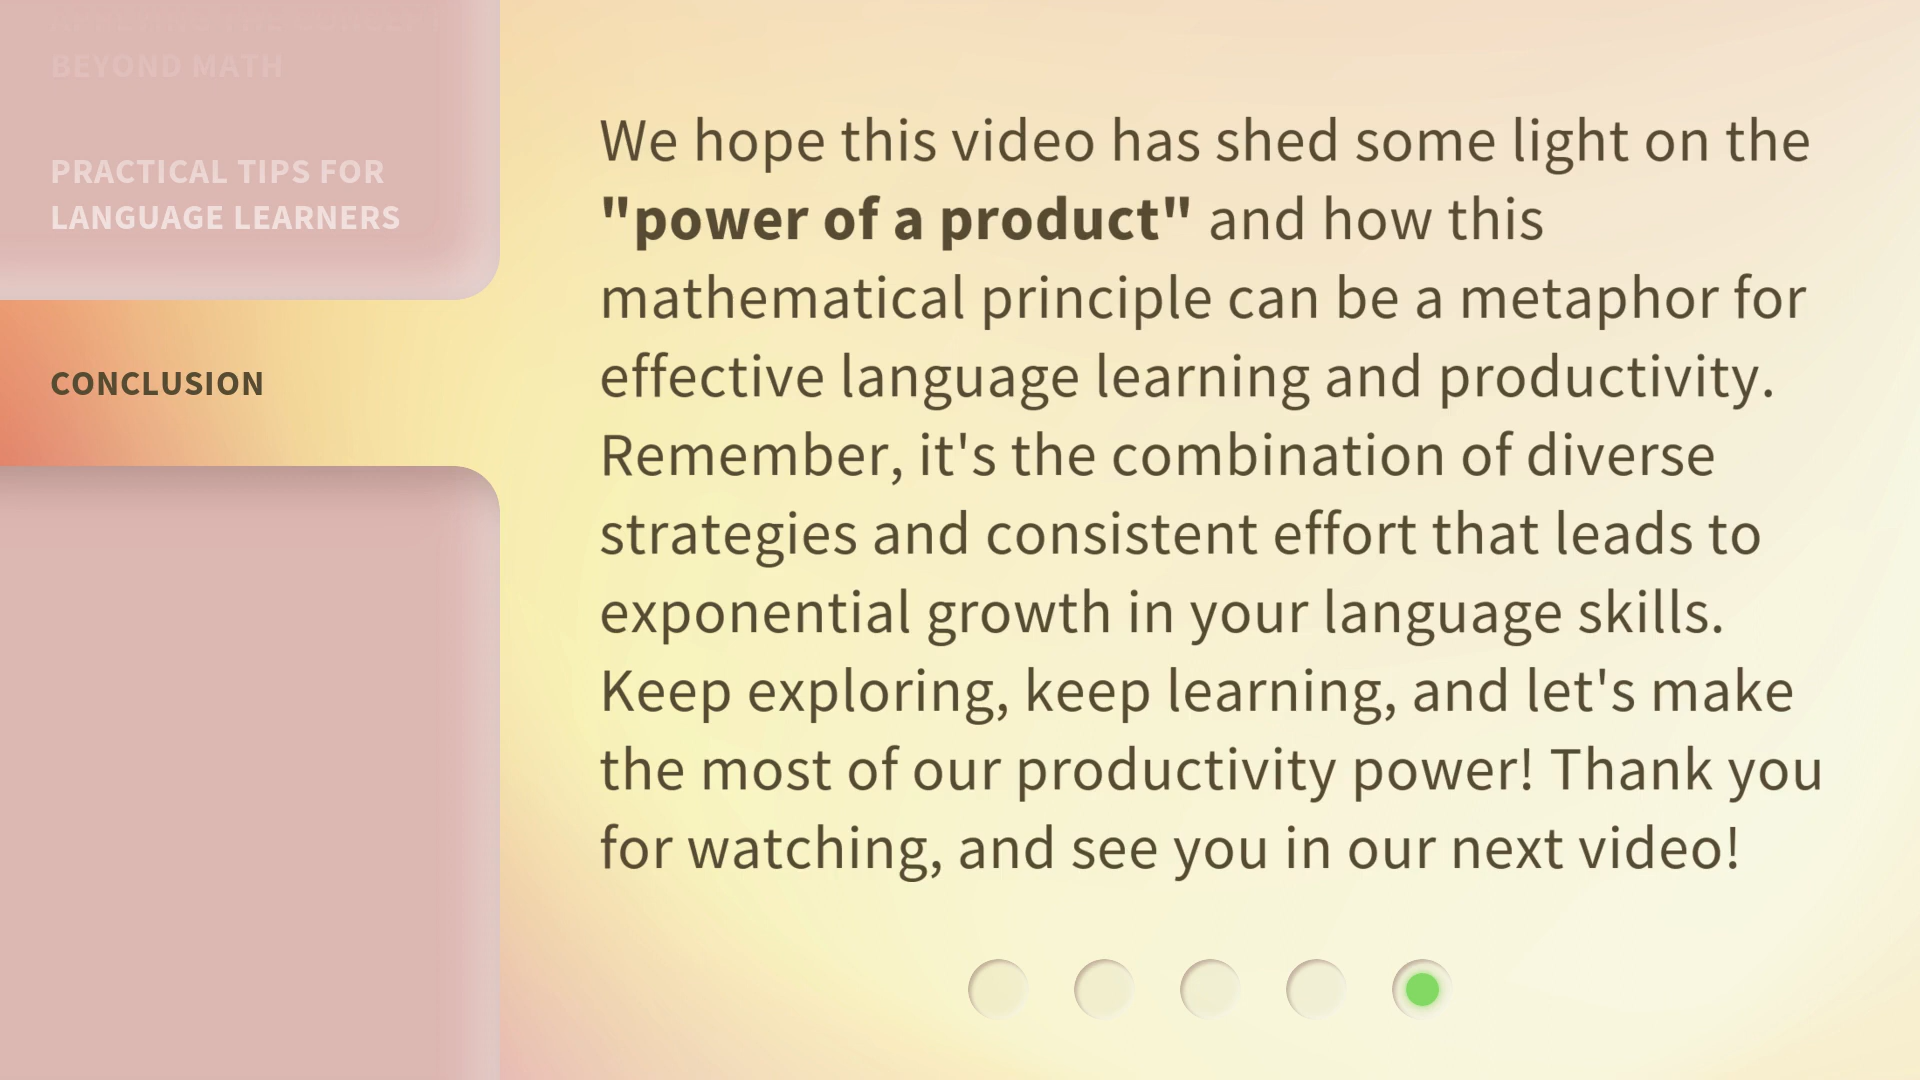 BEYOND MATH
PRACTICAL TIPS FOR
LANGUAGE LEARNERS
CONCLUSION
We hope this video has shed some light on the
"power of a product" and how this
mathematical principle can be a metaphor for
effective language learning and productivity.
Remember, it's the combination of diverse
strategies and consistent effort that leads to
exponential growth in your language skills.
Keep exploring, keep learning, and let's make
the most of our productivity power! Thank you
for watching, and see you in our next video!